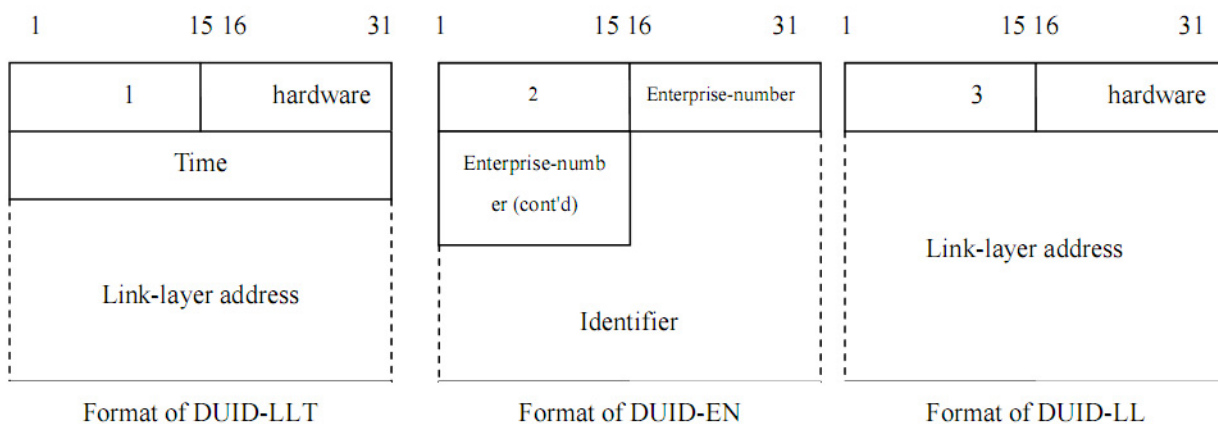 1 15 16 31 1 15 16 31 1 15 16 31
1 hardware 2 Enterprise-number 3 hardware
Time
Enterprise-numb
er (cont'd)
Link-layer address
Link-layer address
Identifier
Format of DUID-LLT Format of DUID-EN Format of DUID-LL